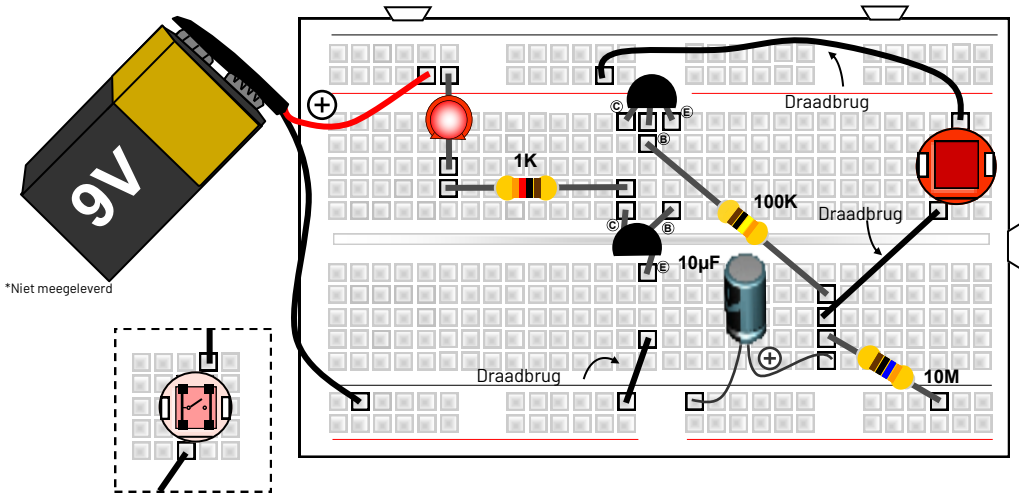 9V
*Niet meegeleverd
+
C
E
B
1K
Draadbrug
100K
Draadbrug
C
B
E
10µF
+
Draadbrug
10M